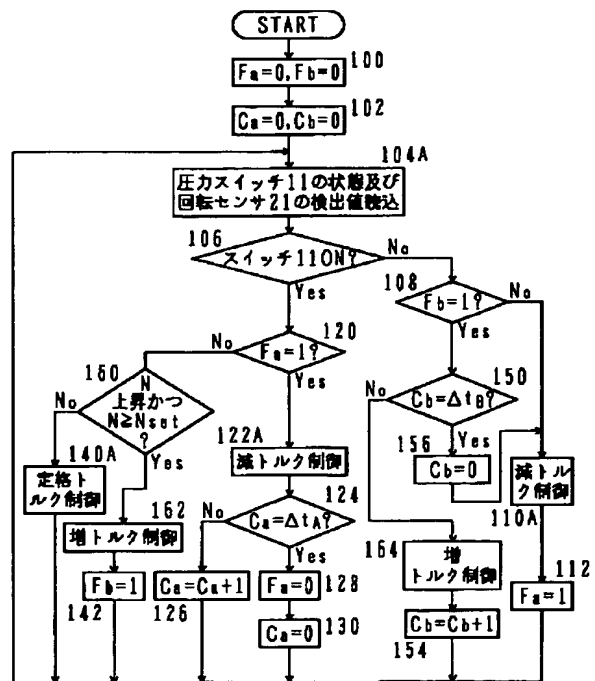 START
100
Fa=0,Fb=0
102
Ca=0,Cb=0
104A
圧力スイッチ11の状態及び
回転センサ21の検出値読込
106
スイッチ11ON?
No
Yes
108
Fb=1?
No
Yes
120
Fa=1?
No
Yes
160
N
上昇かつ
N≥Nset
?
No
Yes
150
Cb=ΔtB?
No
Yes
122A
減トルク制御
156
Cb=0
140A
定格ト
ルク制御
減トル
ク制御
110A
162
増トルク制御
124
Ca=ΔtA?
No
Yes
164
増
トルク制御
Fb=1
142
Ca=Ca+1
126
Fa=0
128
112
Fa=1
Ca=0
130
Cb=Cb+1
154